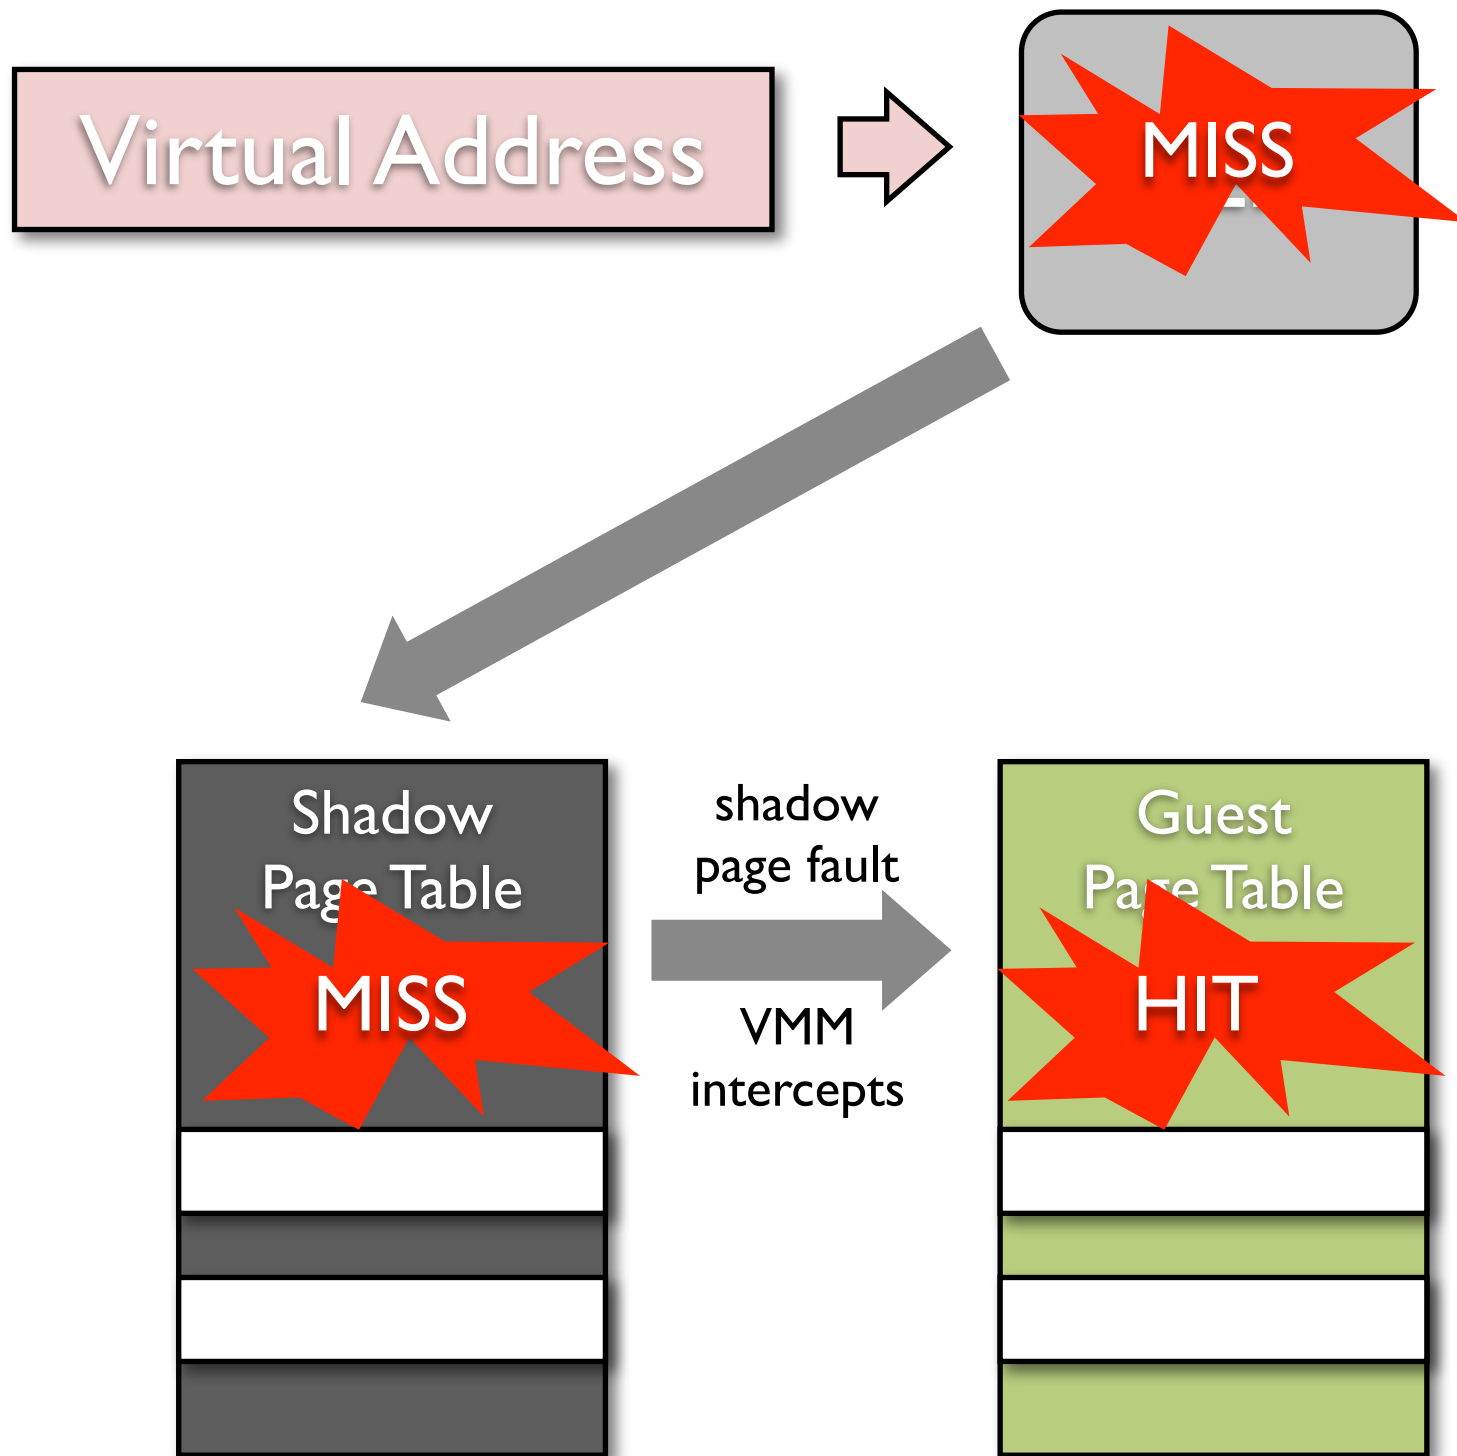 Virtual Address
MISS
Shadow
Page Table
MISS
shadow
page fault
VMM
intercepts
Guest
Page Table
HIT